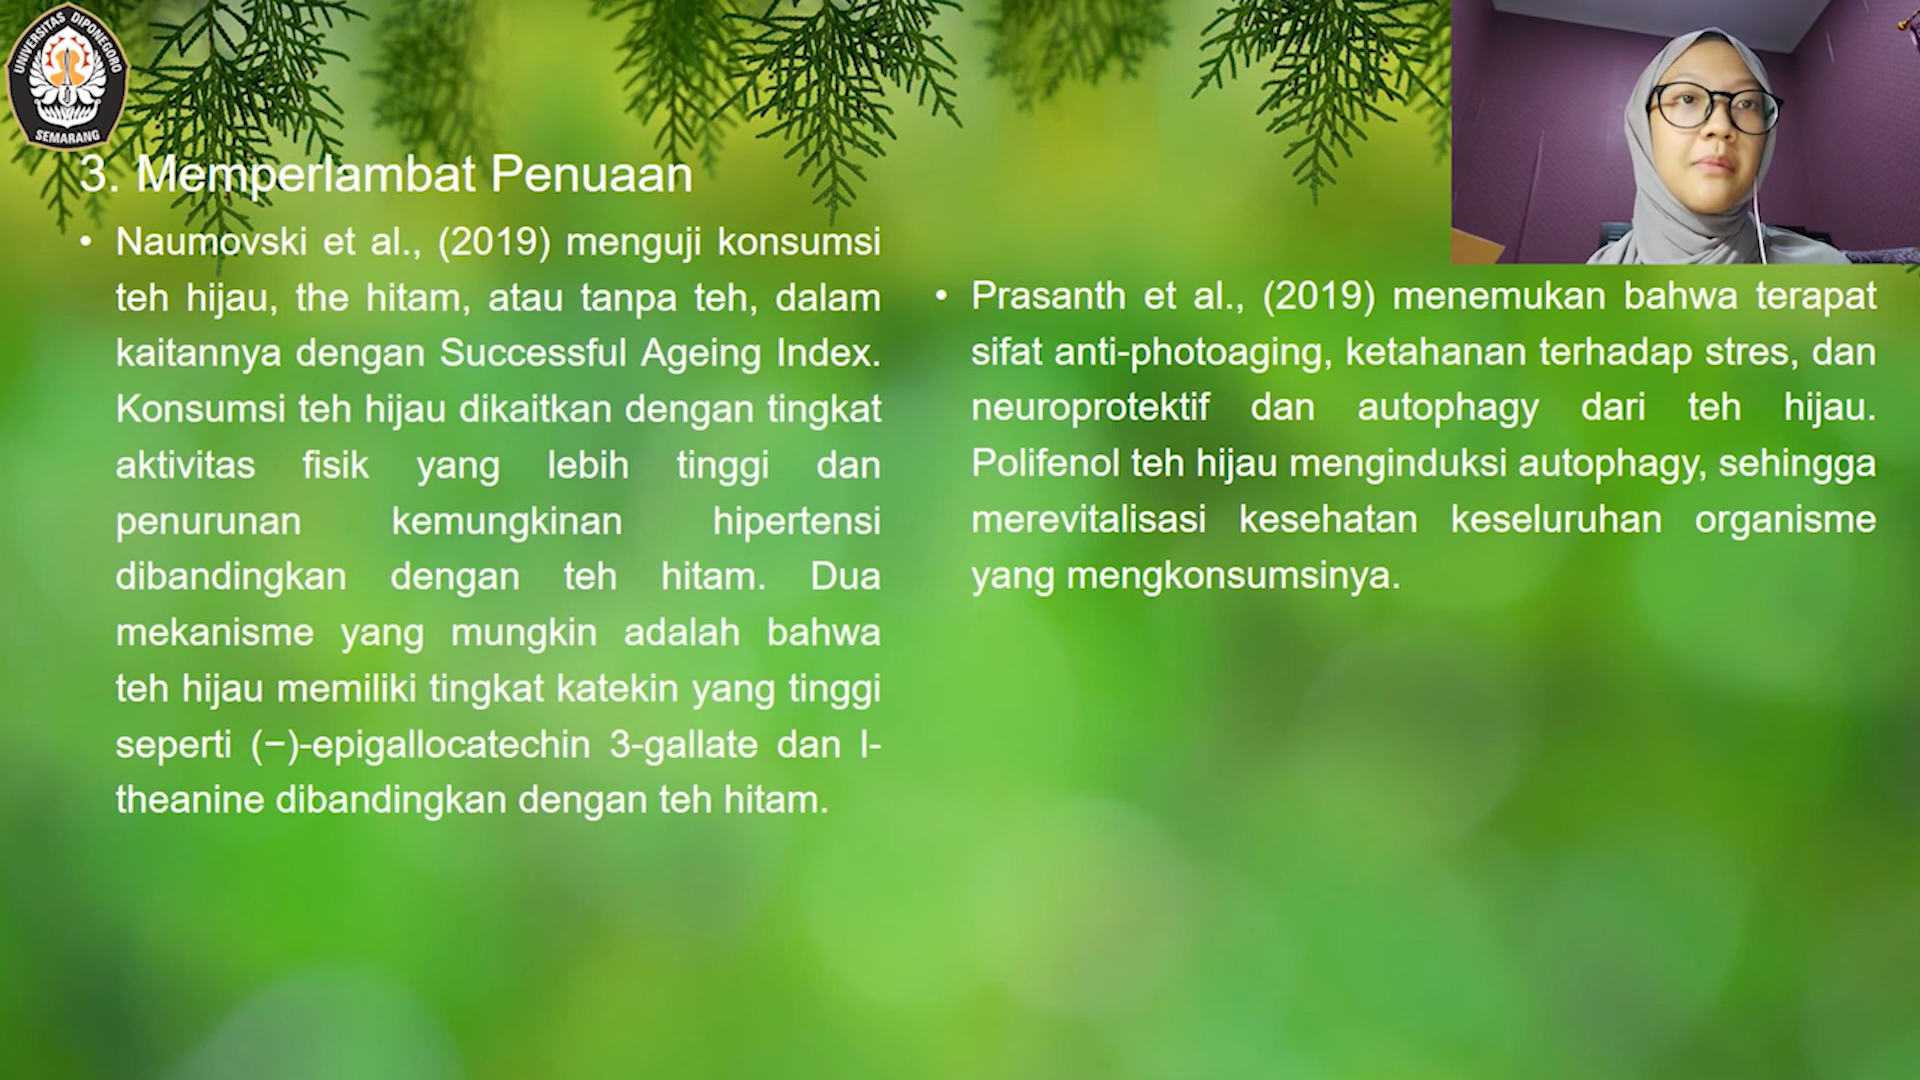 UNIVERSITAS DIPONEGORO
SEMARANG
3. Memperlambat Penuaan
• Naumovski et al., (2019) menguji konsumsi
teh hijau, the hitam, atau tanpa teh, dalam
kaitannya dengan Successful Ageing Index.
Konsumsi teh hijau dikaitkan dengan tingkat
aktivitas fisik yang lebih tinggi dan
penurunan kemungkinan hipertensi
dibandingkan dengan teh hitam. Dua
mekanisme yang mungkin adalah bahwa
teh hijau memiliki tingkat katekin yang tinggi
seperti (−)-epigallocatechin 3-gallate dan l-
theanine dibandingkan dengan teh hitam.
• Prasanth et al., (2019) menemukan bahwa terapat
sifat anti-photoaging, ketahanan terhadap stres, dan
neuroprotektif dan autophagy dari teh hijau.
Polifenol teh hijau menginduksi autophagy, sehingga
merevitalisasi kesehatan keseluruhan organisme
yang mengkonsumsinya.